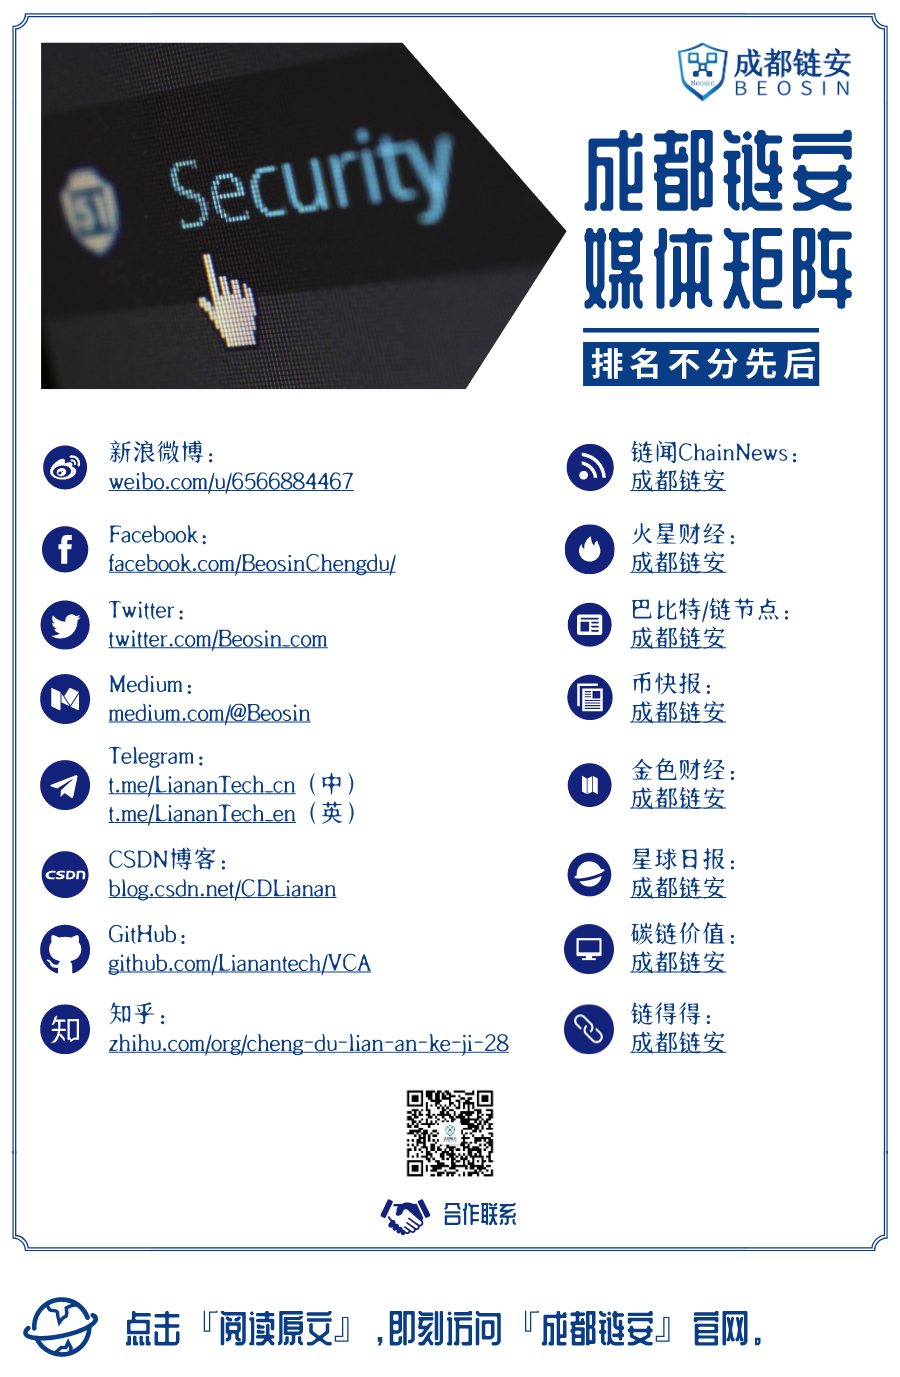 Security
Beosin
成都链安
BEOSIN
成都链安
媒体矩阵
排名不分先后
新浪微博：
weibo.com/u/6566884467
Facebook：
facebook.com/BeosinChengdu/
Twitter：
twitter.com/Beosin_com
Medium：
medium.com/@Beosin
Telegram：
t.me/LiananTech_cn（中）
t.me/LiananTech_en（英）
CSDN
CSDN博客：
blog.csdn.net/CDLianan
GitHub：
github.com/Lianantech/VCA
知
知乎：
zhihu.com/org/cheng-du-lian-an-ke-ji-28
链闻ChainNews：
成都链安
火星财经：
成都链安
巴比特/链节点：
成都链安
币快报：
成都链安
金色财经：
成都链安
星球日报：
成都链安
碳链价值：
成都链安
链得得：
成都链安
合作联系
点击『阅读原文』,即刻访问『成都链安』官网。